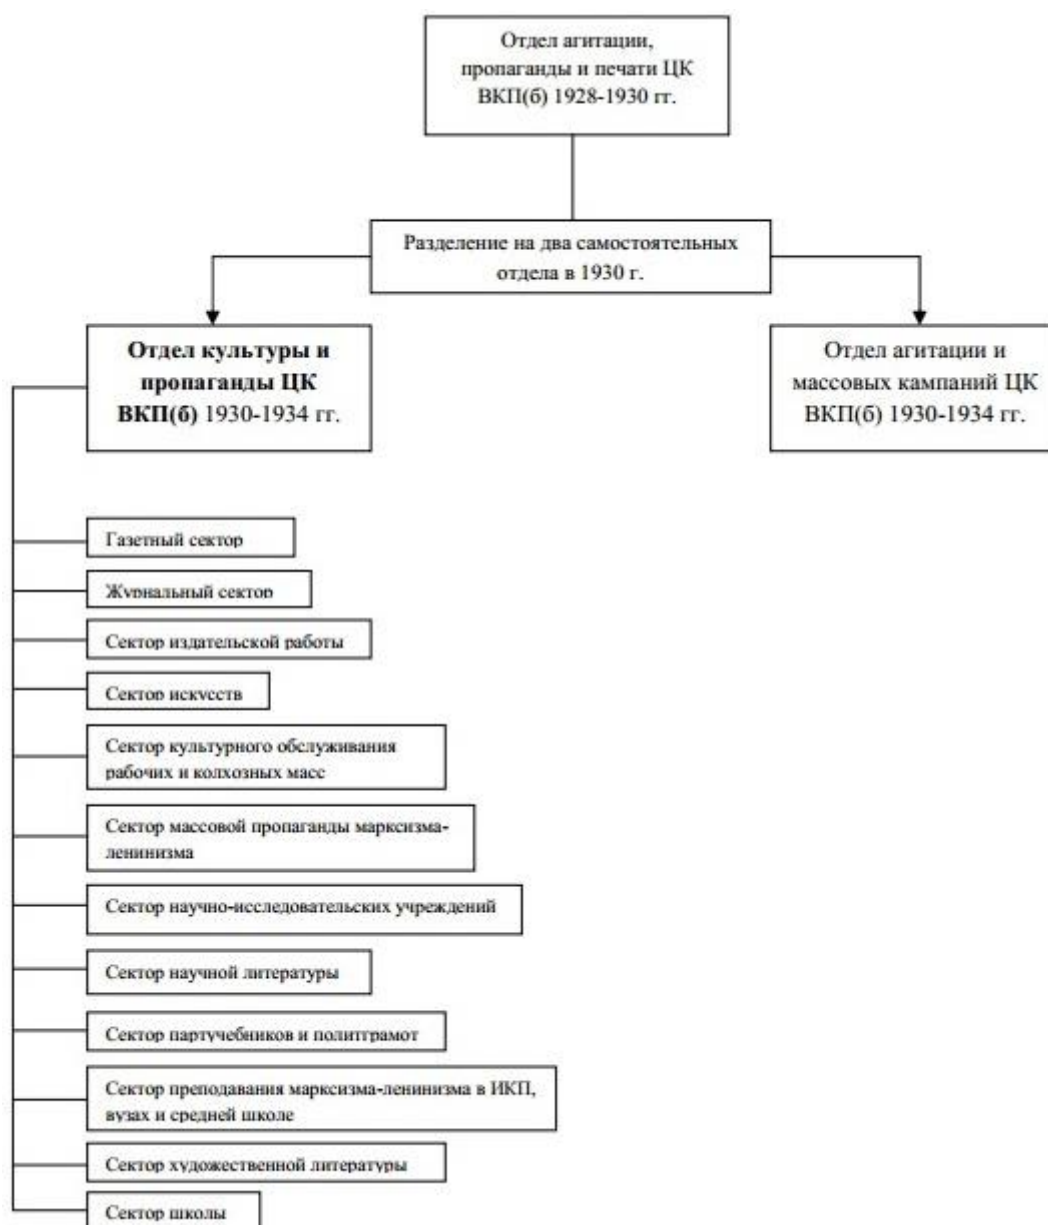 Отдел агитации,
пропаганды и печати ЦК
ВКП(б) 1928-1930 гг.
Разделение на два самостоятельных
отдела в 1930 г.
Отдел культуры и
пропаганды ЦК
ВКП(б) 1930-1934 гг.
Отдел агитации и
массовых кампаний ЦК
ВКП(б) 1930-1934 гг.
Газетный сектор
Журнальный сектор
Сектор издательской работы
Сектор искусств
Сектор культурного обслуживания
рабочих и колхозных масс
Сектор массовой пропаганды марксизма-
ленинизма
Сектор научно-исследовательских учреждений
Сектор научной литературы
Сектор партучебников и политграмот
Сектор преподавания марксизма-ленинизма в ИКП,
вузах и средней школе
Сектор художественной литературы
Сектор школы